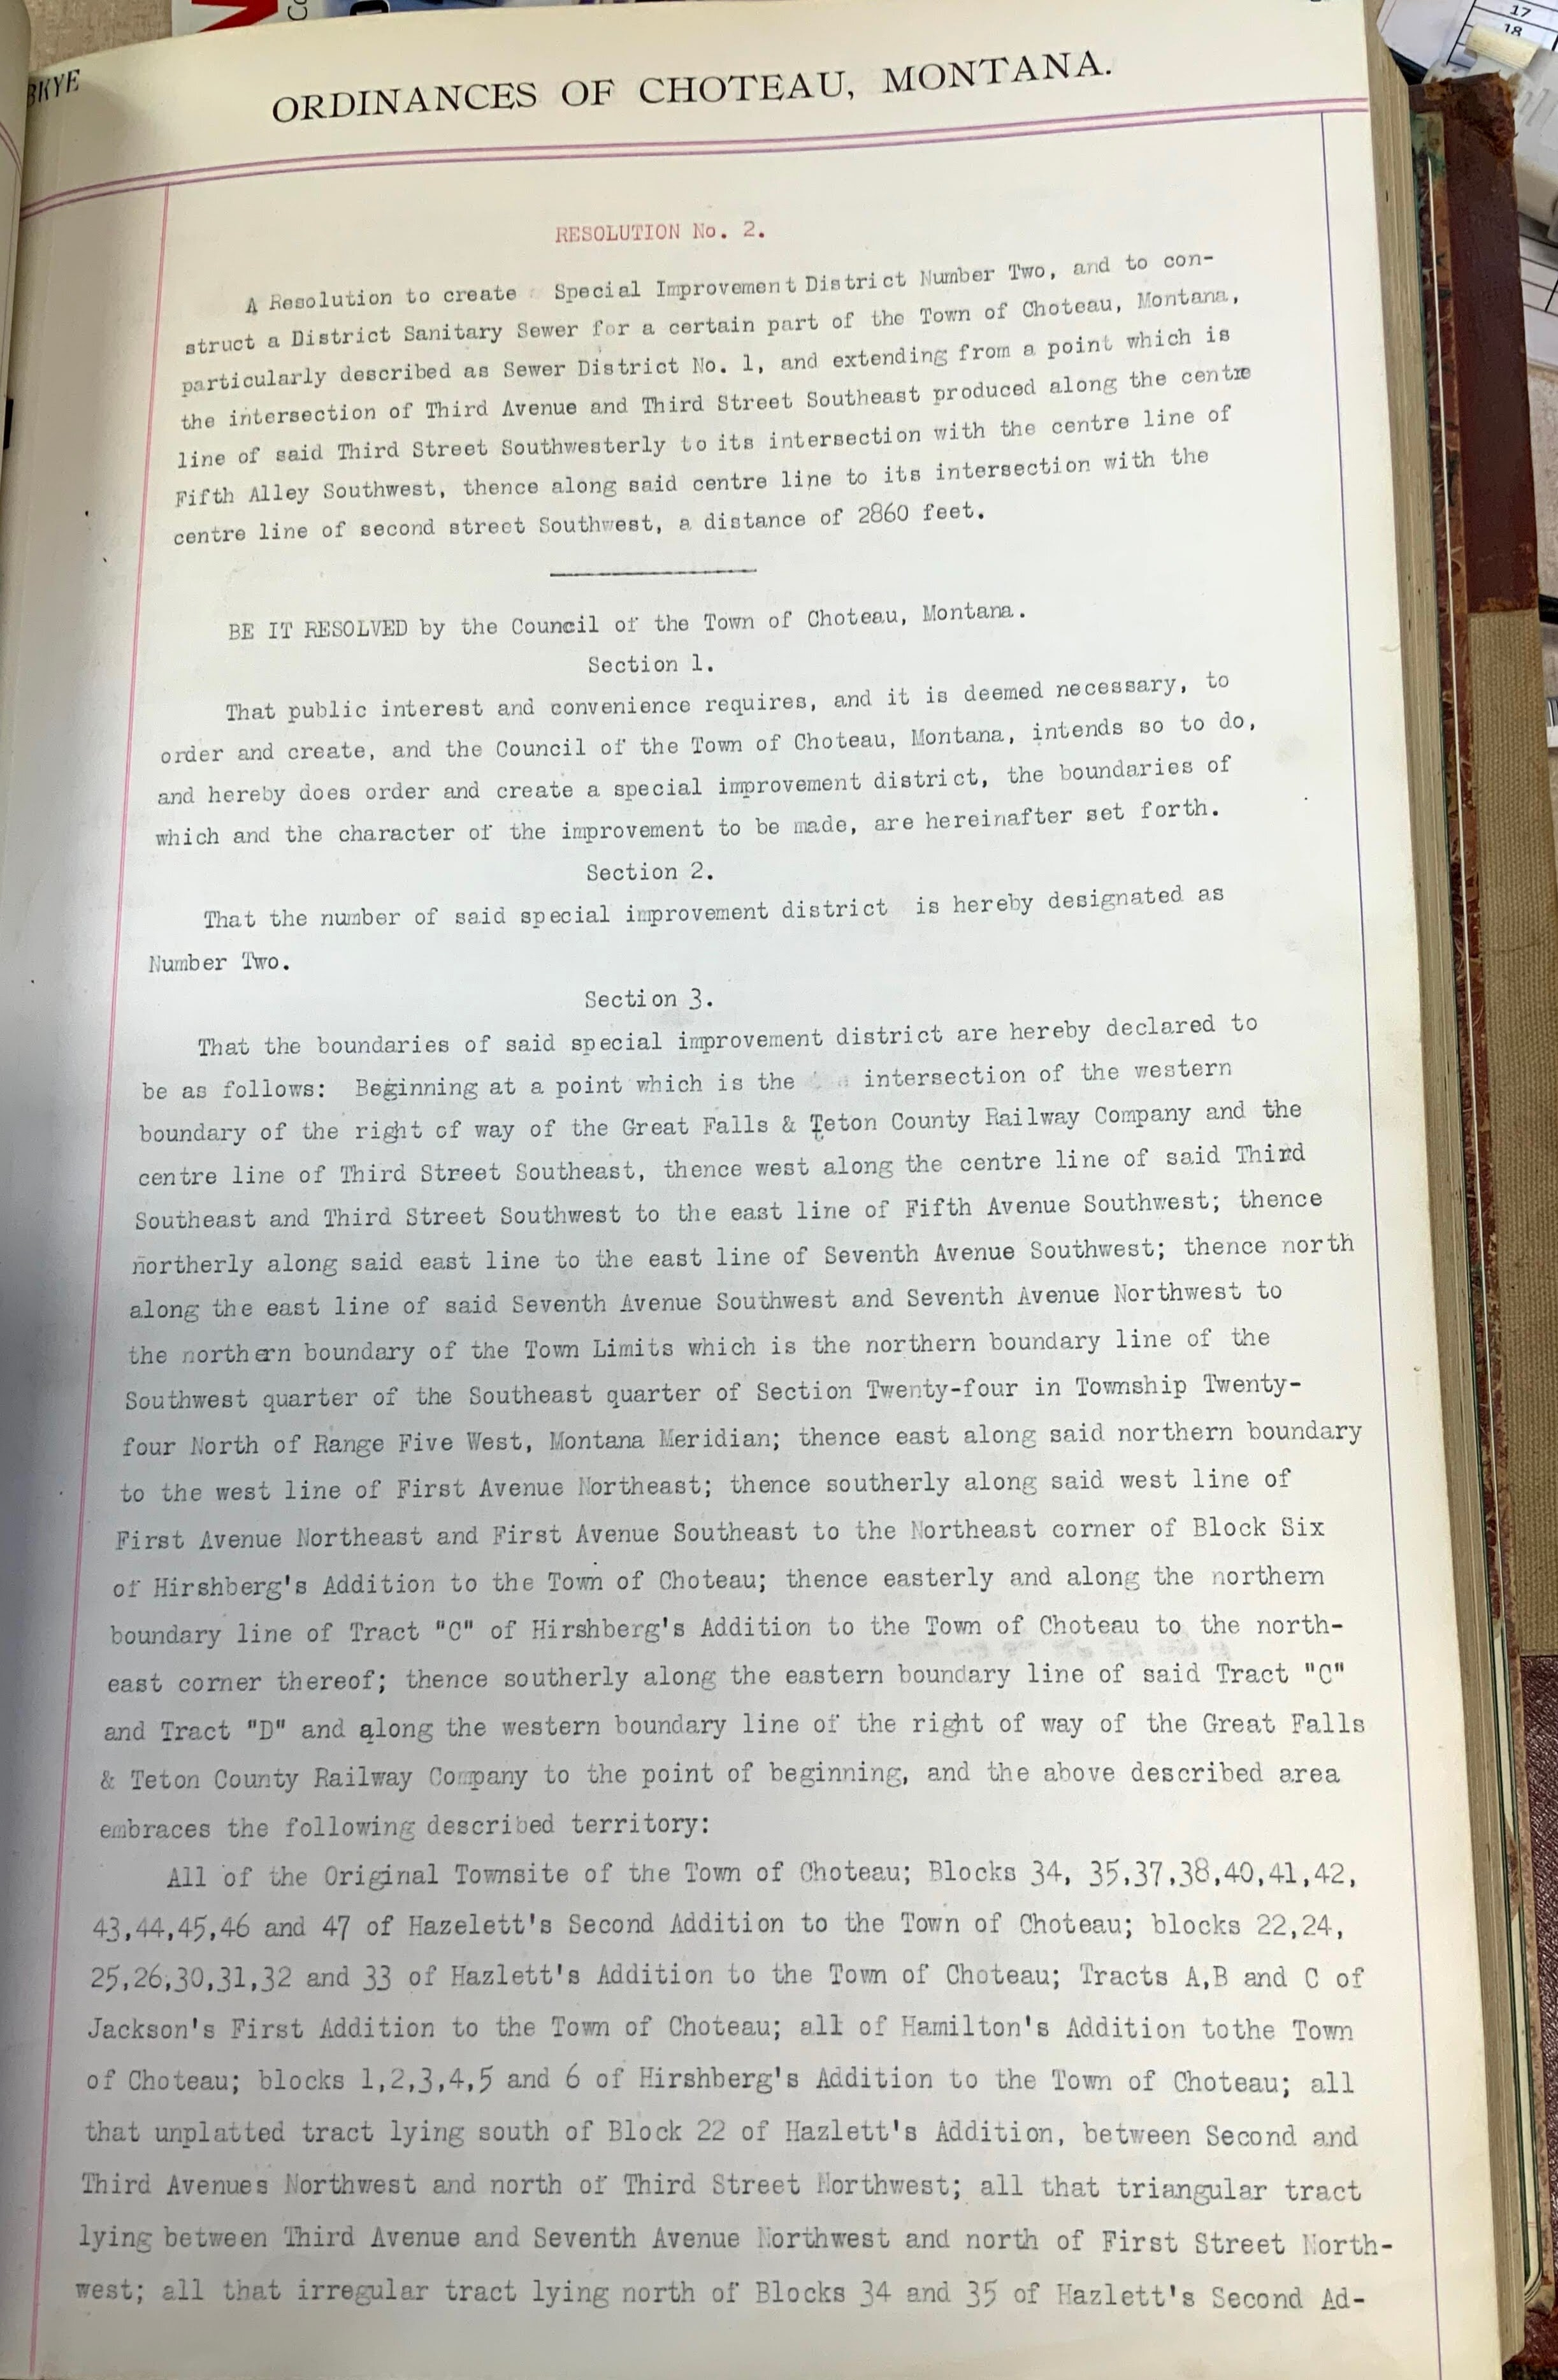 BKYE
ORDINANCES OF CHOTEAU, MONTANA.
17
18
RESOLUTION No. 2.
A Resolution to create Special Improvement District Number Two, and to con-
struct a District Sanitary Sewer for a certain part of the Town of Choteau, Montana,
particularly described as Sewer District No. 1, and extending from a point which is
the intersection of Third Avenue and Third Street Southeast produced along the centre
line of said Third Street Southwesterly to its intersection with the centre line of
Fifth Alley Southwest, thence along said centre line to its intersection with the
centre line of second street Southwest, a distance of 2860 feet.
BE IT RESOLVED by the Council of the Town of Choteau, Montana.
Section 1.
That public interest and convenience requires, and it is deemed necessary, to
order and create, and the Council of the Town of Choteau, Montana, intends so to do,
and hereby does order and create a special improvement district, the boundaries of
which and the character of the improvement to be made, are hereinafter set forth.
Section 2.
That the number of said special improvement district is hereby designated as
Number Two.
Section 3.
That the boundaries of said special improvement district are hereby declared to
be as follows: Beginning at a point which is the intersection of the western
boundary of the right of way of the Great Falls & Teton County Railway Company and the
centre line of Third Street Southeast, thence west along the centre line of said Third
Southeast and Third Street Southwest to the east line of Fifth Avenue Southwest; thence
northerly along said east line to the east line of Seventh Avenue Southwest; thence north
along the east line of said Seventh Avenue Southwest and Seventh Avenue Northwest to
the northern boundary of the Town Limits which is the northern boundary line of the
Southwest quarter of the Southeast quarter of Section Twenty-four in Township Twenty-
four North of Range Five West, Montana Meridian; thence east along said northern boundary
to the west line of First Avenue Northeast; thence southerly along said west line of
First Avenue Northeast and First Avenue Southeast to the Northeast corner of Block Six
of Hirshberg's Addition to the Town of Choteau; thence easterly and along the northern
boundary line of Tract "C" of Hirshberg's Addition to the Town of Choteau to the north-
east corner thereof; thence southerly along the eastern boundary line of said Tract "C"
and Tract "D" and along the western boundary line of the right of way of the Great Falls
& Teton County Railway Company to the point of beginning, and the above described area
embraces the following described territory:
All of the Original Townsite of the Town of Choteau; Blocks 34, 35,37,38,40,41,42,
43,44,45,46 and 47 of Hazelett's Second Addition to the Town of Choteau; blocks 22,24,
25,26,30,31,32 and 33 of Hazlett's Addition to the Town of Choteau; Tracts A,B and C of
Jackson's First Addition to the Town of Choteau; all of Hamilton's Addition tothe Town
of Choteau; blocks 1,2,3,4,5 and 6 of Hirshberg's Addition to the Town of Choteau; all
that unplatted tract lying south of Block 22 of Hazlett's Addition, between Second and
Third Avenues Northwest and north of Third Street Northwest; all that triangular tract
lying between Third Avenue and Seventh Avenue Northwest and north of First Street North-
west; all that irregular tract lying north of Blocks 34 and 35 of Hazlett's Second Ad-